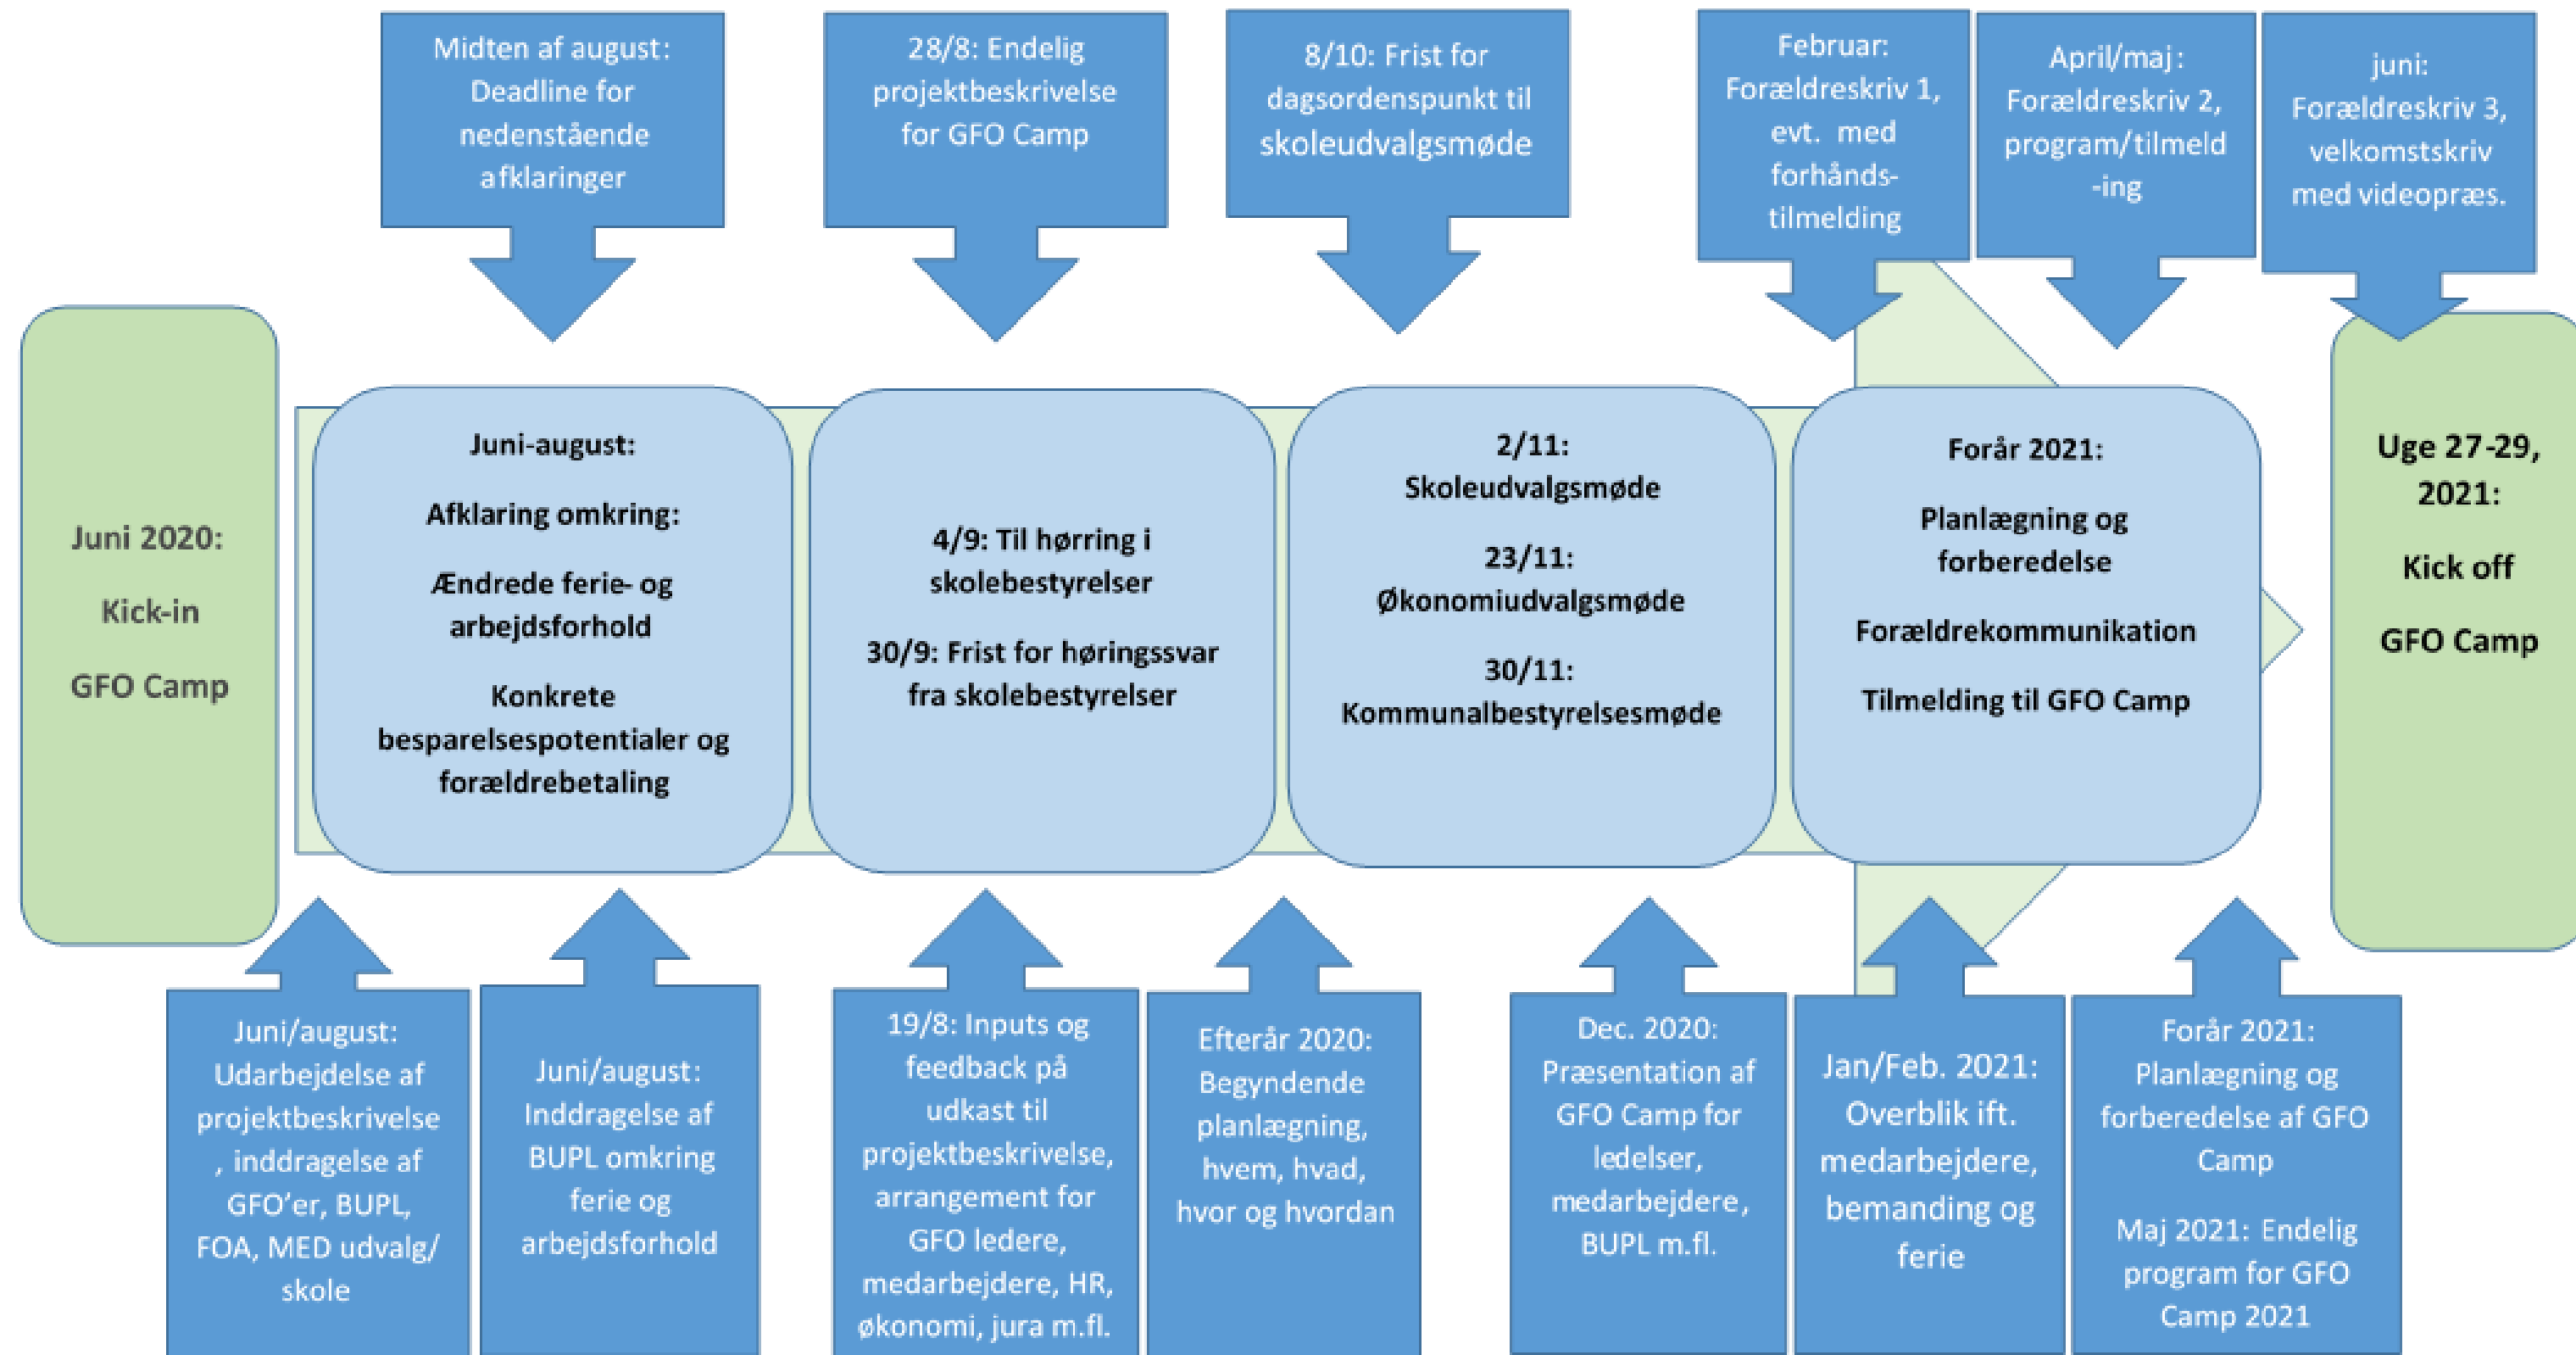 Midten af august:
Deadline for
nedenstående
afklaringer
28/8: Endelig
projektbeskrivelse
for GFO Camp
8/10: Frist for
dagsordenspunkt til
skoleudvalgsmøde
Februar:
Forældreskriv 1,
evt. med
forhånds-
tilmelding
April/maj:
Forældreskriv 2,
program/tilmeld
-ing
juni:
Forældreskriv 3,
velkomstskriv
med videopræs.
Juni 2020:
Kick-in
GFO Camp
Juni-august:
Afklaring omkring:
Ændrede ferie- og
arbejdsforhold
Konkrete
besparelsespotentialer og
forældrebetaling
4/9: Til hørring i
skolebestyrelser
30/9: Frist for høringssvar
fra skolebestyrelser
2/11:
Skoleudvalgsmøde
23/11:
Økonomiudvalgsmøde
30/11:
Kommunalbestyrelsesmøde
Forår 2021:
Planlægning og
forberedelse
Forældrekommunikation
Tilmelding til GFO Camp
Uge 27-29,
2021:
Kick off
GFO Camp
Juni/august:
Udarbejdelse af
projektbeskrivelse
, inddragelse af
GFO'er, BUPL,
FOA, MED udvalg/
skole
Juni/august:
Inddragelse af
BUPL omkring
ferie og
arbejdsforhold
19/8: Inputs og
feedback på
udkast til
projektbeskrivelse,
arrangement for
GFO ledere,
medarbejdere, HR,
økonomi, jura m.fl.
Efterår 2020:
Begyndende
planlægning,
hvem, hvad,
hvor og hvordan
Dec. 2020:
Præsentation af
GFO Camp for
ledelser,
medarbejdere,
BUPL m.fl.
Jan/Feb. 2021:
Overblik ift.
medarbejdere,
bemanding og
ferie
Forår 2021:
Planlægning og
forberedelse af GFO
Camp
Maj 2021: Endelig
program for GFO
Camp 2021